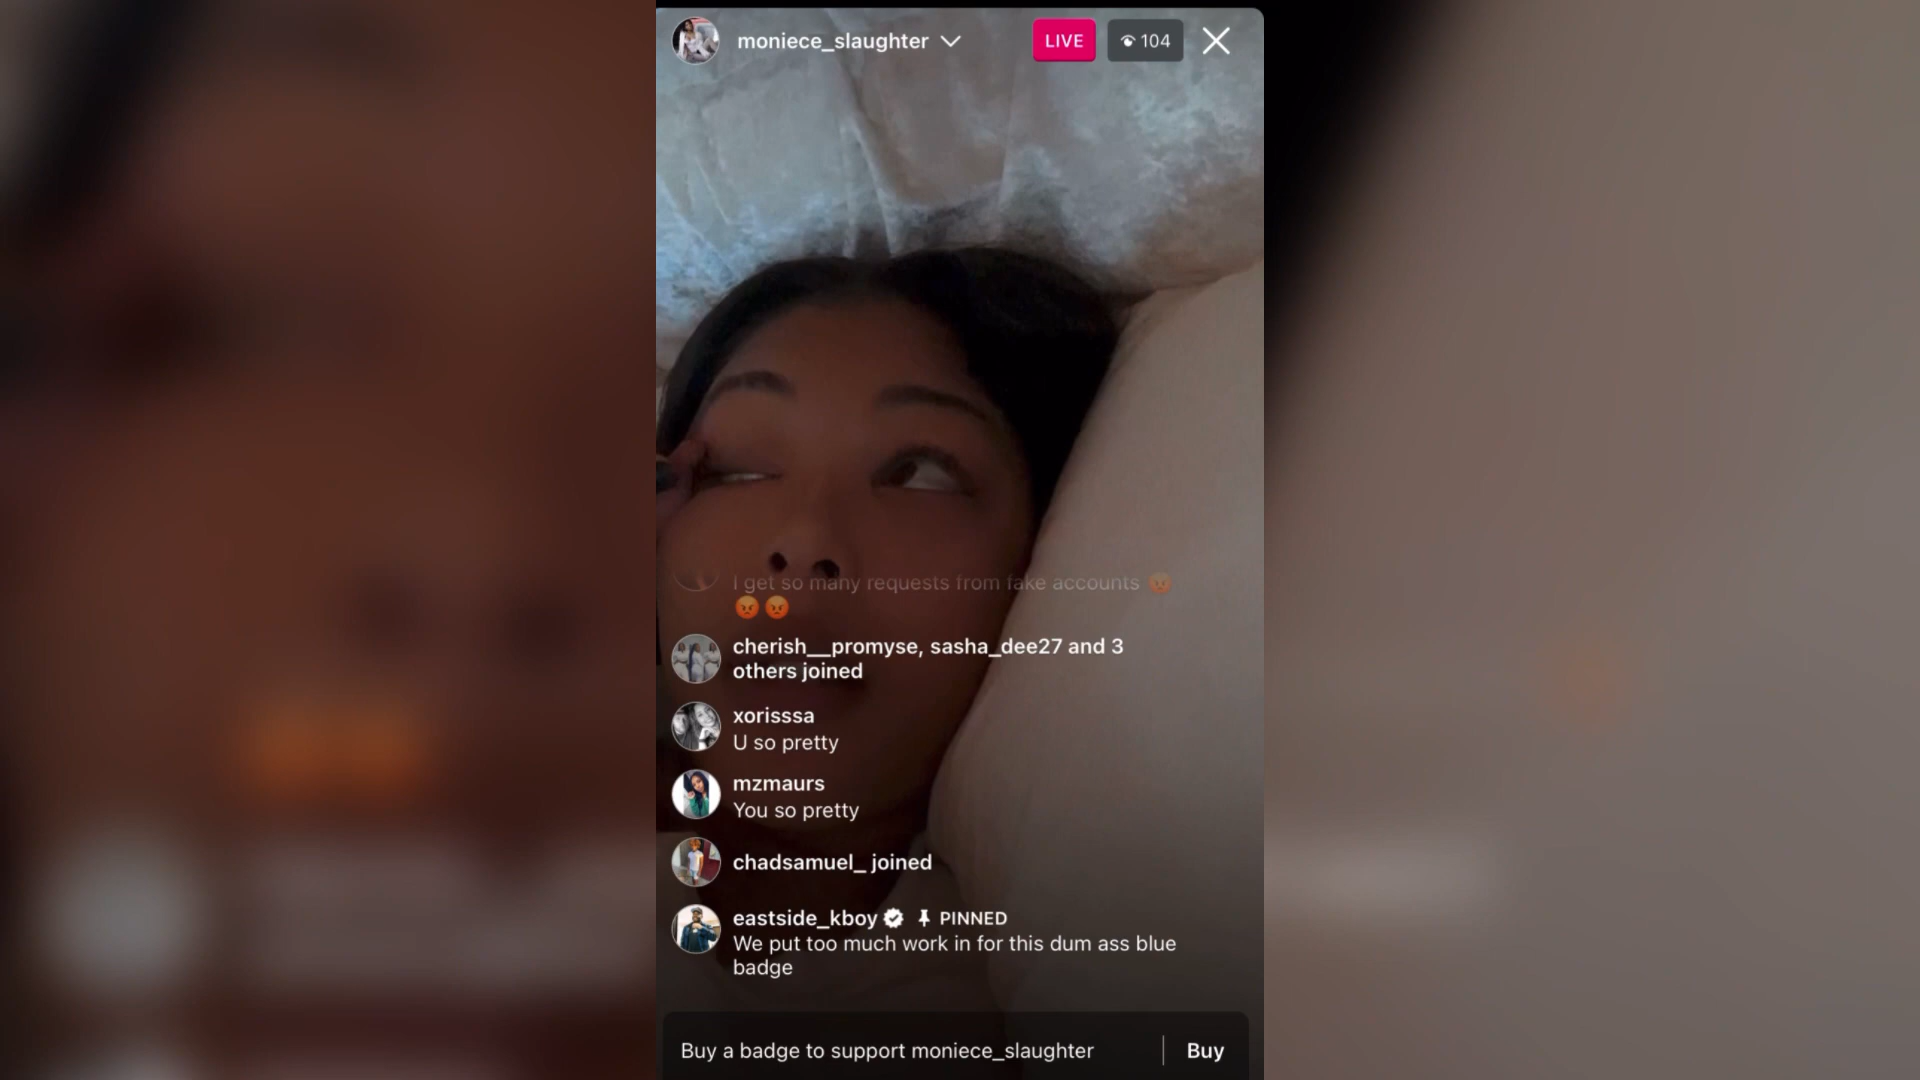 moniece_slaughter
LIVE
104
I get so many requests from fake accounts 😡
😡😡
cherish__promyse, sasha_dee27 and 3
others joined
xorisssa
U so pretty
mzmaurs
You so pretty
chadsamuel_ joined
eastside_kboy PINNED
We put too much work in for this dum ass blue
badge
Buy a badge to support moniece_slaughter
Buy